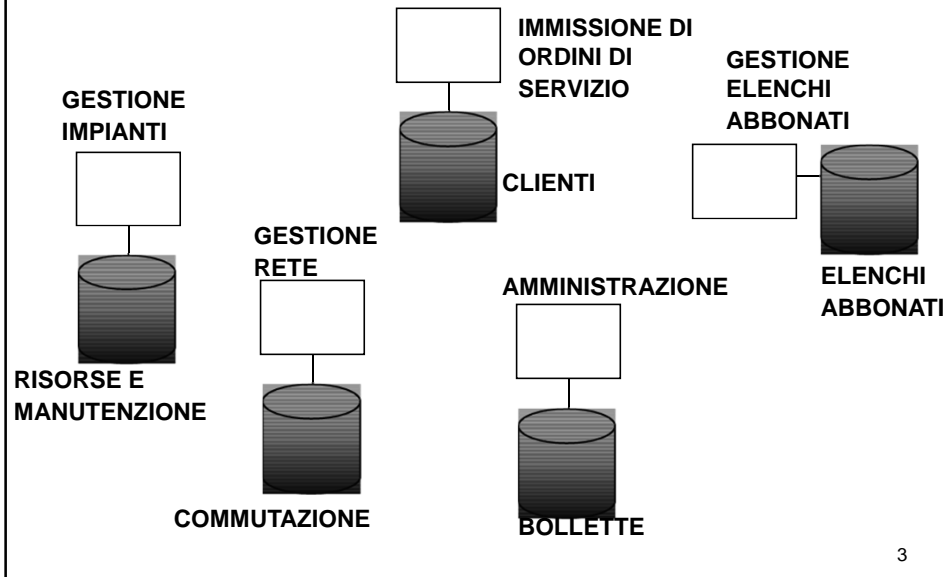 IMMISSIONE DI
ORDINI DI
SERVIZIO
GESTIONE
ELENCHI
ABBONATI
GESTIONE
IMPIANTI
CLIENTI
GESTIONE
RETE
AMMINISTRAZIONE
ELENCHI
ABBONATI
RISORSE E
MANUTENZIONE
COMMUTAZIONE
BOLLETTE
3